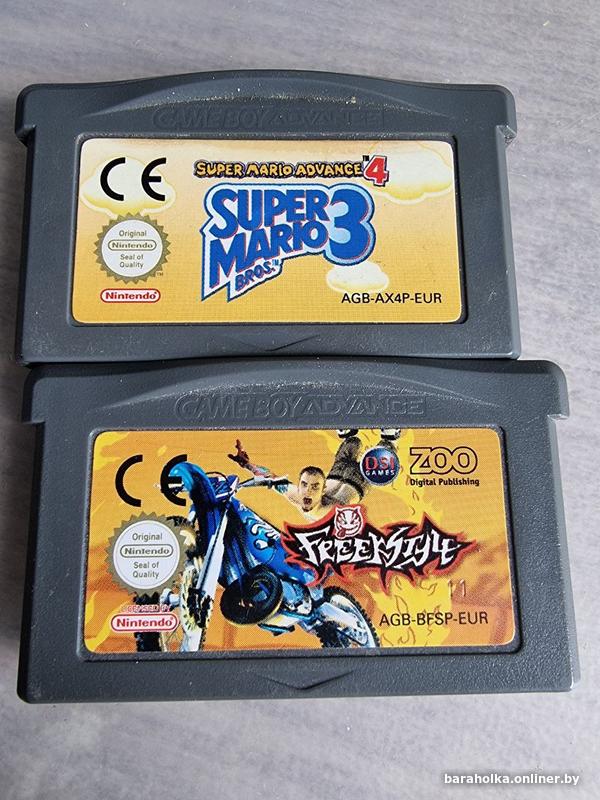 GAME BOY ADVANCE
CE
SUPER MARIO ADVANCE 4
SUPER
MARIO 3
BROS.™
Original
Nintendo
Seal of
Quality
TM
Nintendo®
AGB-AX4P-EUR
GAME BOY ADVANCE
CE
DSI
GAMES
ZOO
Digital Publishing
FREEKSTYLE
Original
Nintendo
Seal of
Quality
LICENSED BY
Nintendo®
AGB-BFSP-EUR
baraholka.onliner.by